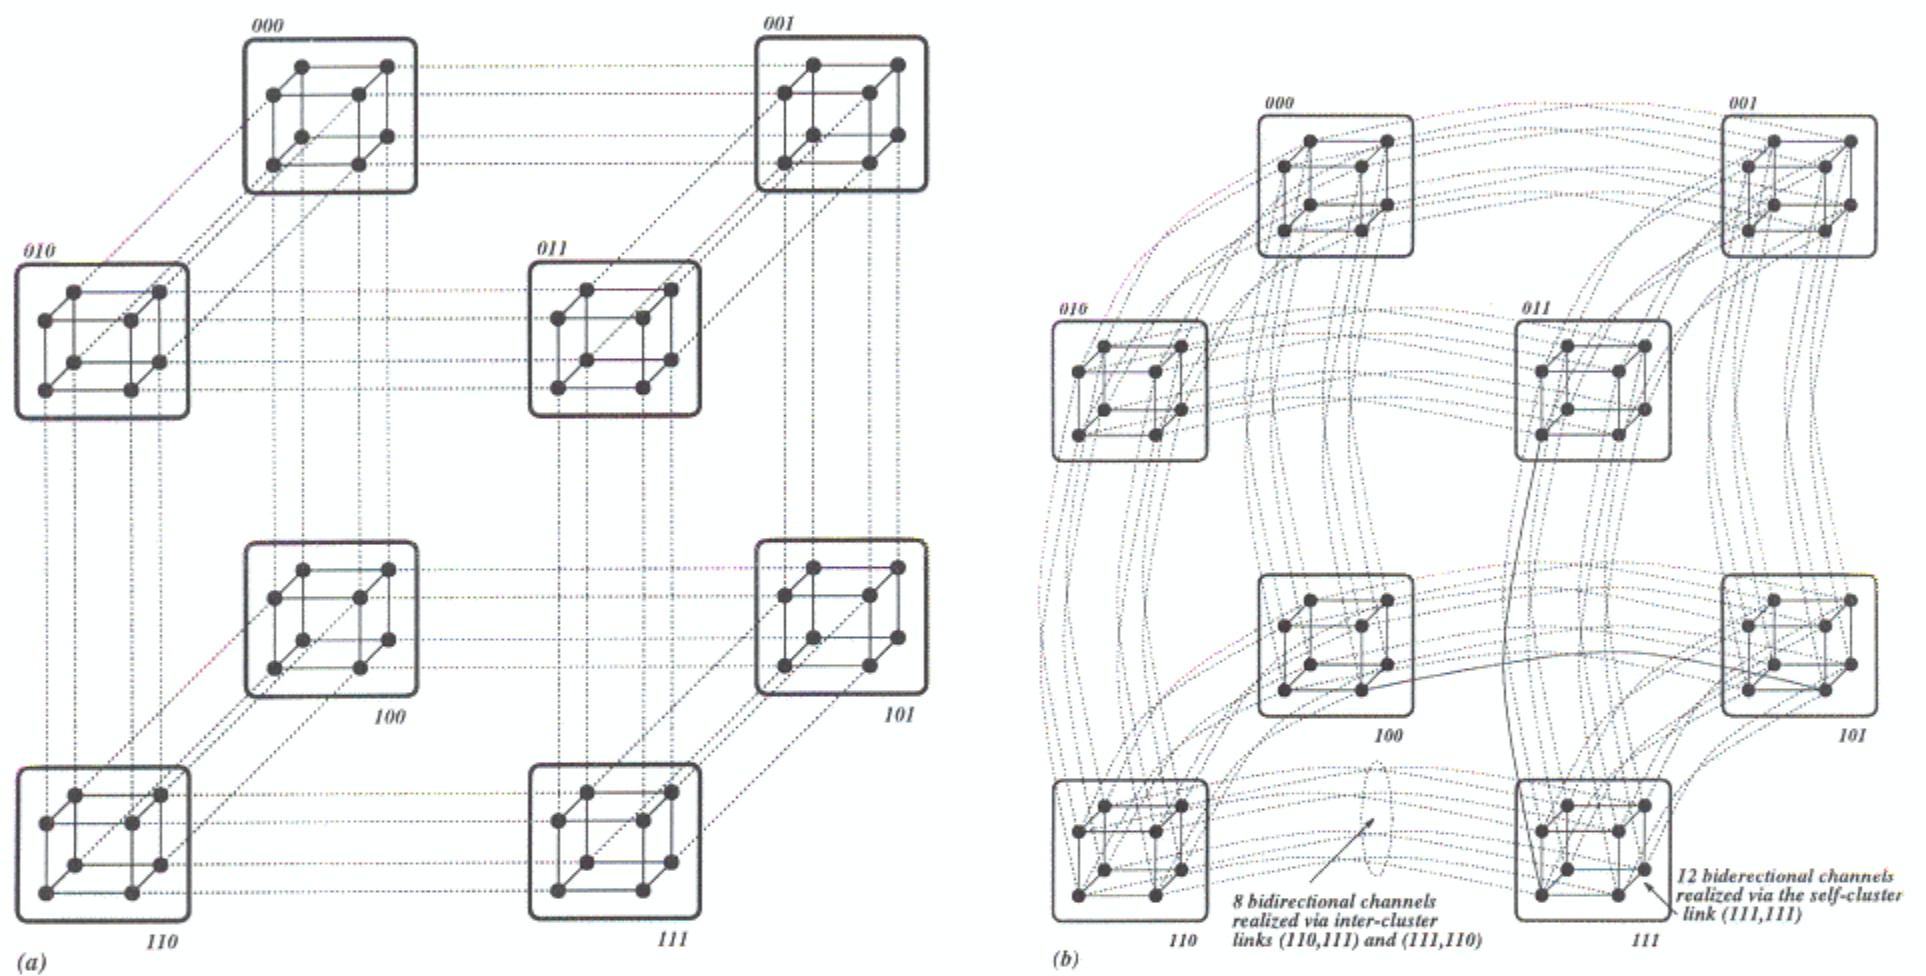 000
001
010
011
100
101
110
111
(a)
000
001
010
011
100
101
8 bidirectional channels
realized via inter-cluster
links (110,111) and (111,110)
12 biderectional channels
realized via the self-cluster
link (111,111)
110
111
(b)